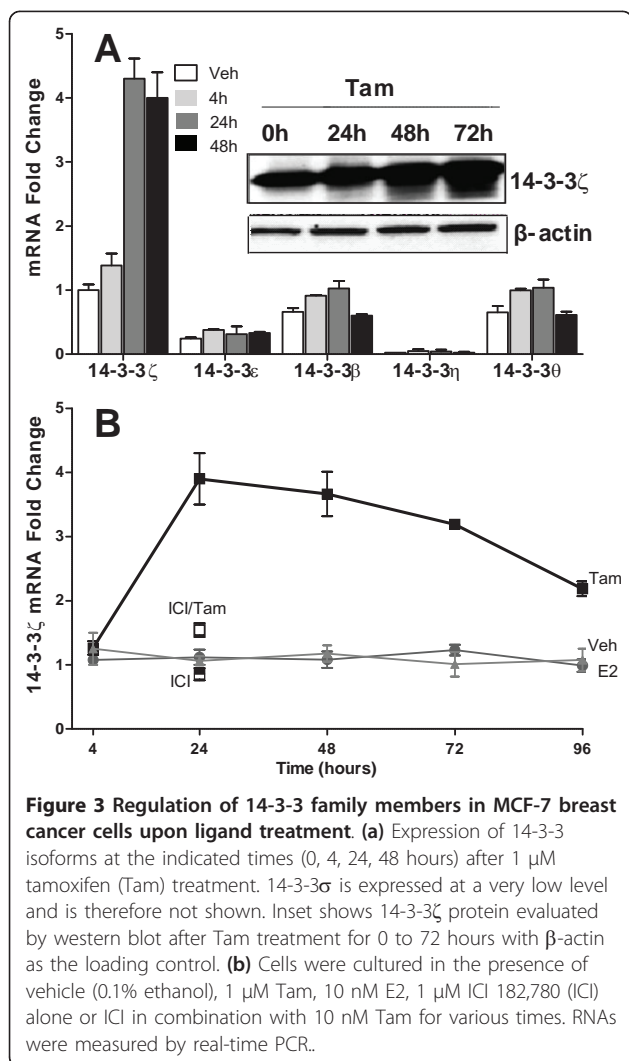 A
mRNA Fold Change
5
4
3
2
1
0
Veh
4h
24h
48h
Tam
0h 24h 48h 72h
14-3-3ζ
β-actin
14-3-3ζ 14-3-3ε 14-3-3β 14-3-3η 14-3-3θ
B
14-3-3ζ mRNA Fold Change
5
4
3
2
1
0
ICI/Tam
ICI
Tam
Veh
E2
4 24 48 72 96
Time (hours)
Figure 3 Regulation of 14-3-3 family members in MCF-7 breast
cancer cells upon ligand treatment. (a) Expression of 14-3-3
isoforms at the indicated times (0, 4, 24, 48 hours) after 1 μM
tamoxifen (Tam) treatment. 14-3-3σ is expressed at a very low level
and is therefore not shown. Inset shows 14-3-3ζ protein evaluated
by western blot after Tam treatment for 0 to 72 hours with β-actin
as the loading control. (b) Cells were cultured in the presence of
vehicle (0.1% ethanol), 1 μM Tam, 10 nM E2, 1 μM ICI 182,780 (ICI)
alone or ICI in combination with 10 nM Tam for various times. RNAs
were measured by real-time PCR..